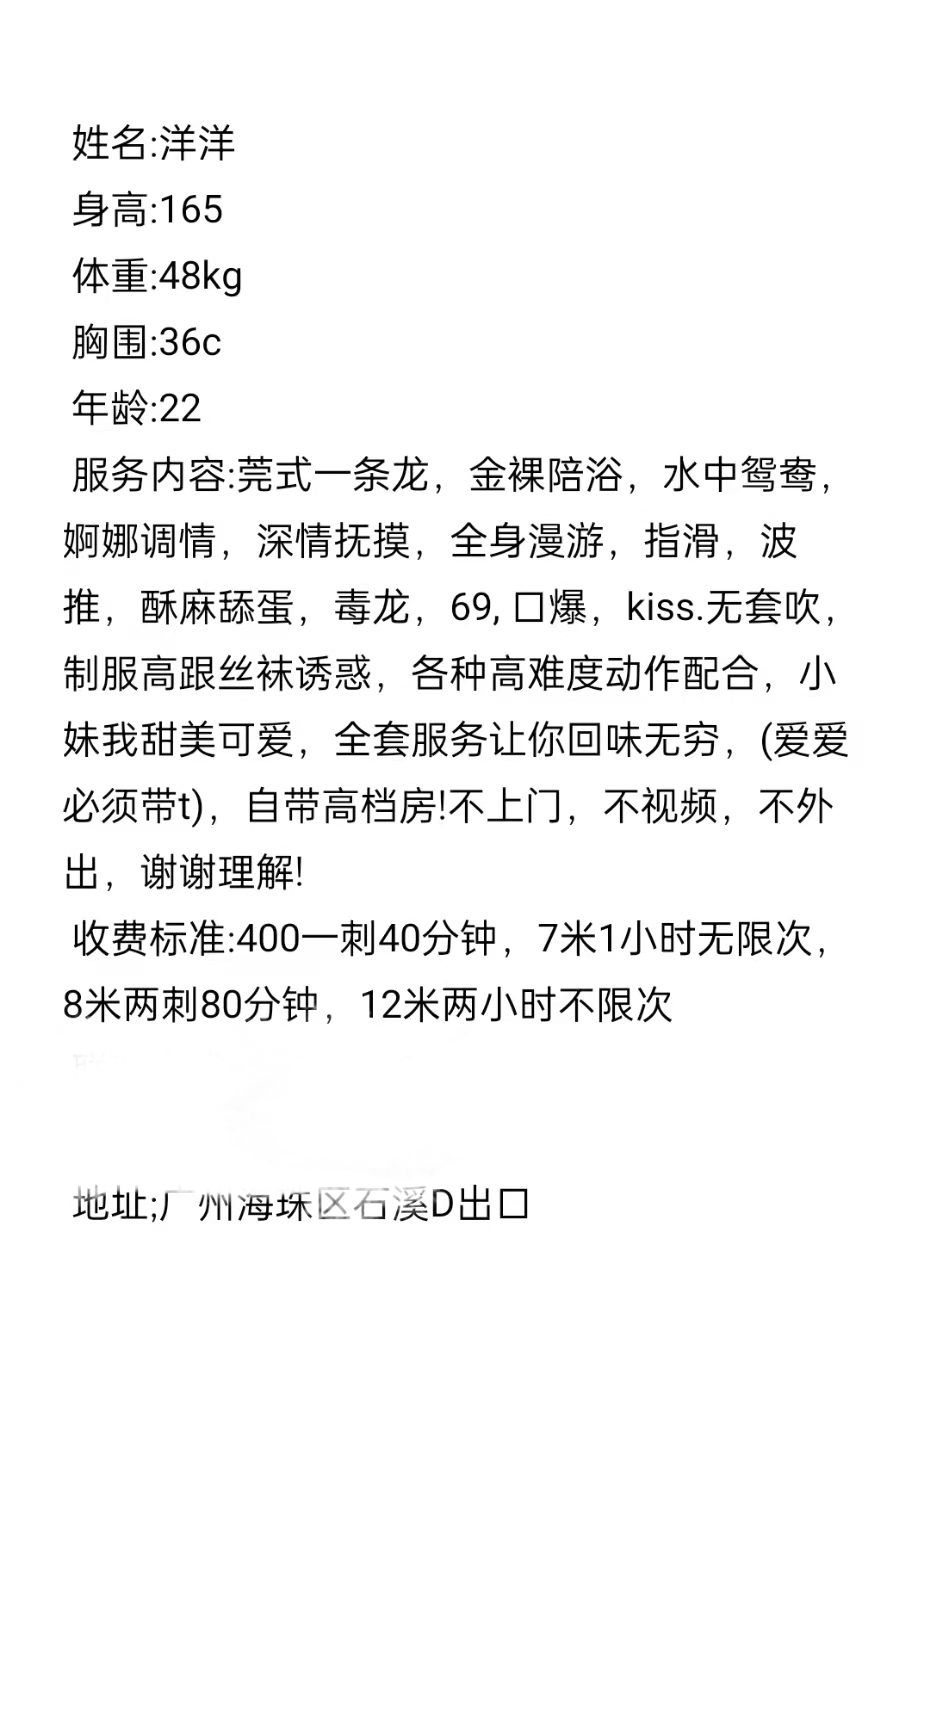 姓名:洋洋
身高:165
体重:48kg
胸围:36c
年龄:22
服务内容:莞式一条龙，金裸陪浴，水中鸳鸯，
婀娜调情，深情抚摸，全身漫游，指滑，波
推，酥麻舔蛋，毒龙，69, 口爆，kiss.无套吹，
制服高跟丝袜诱惑，各种高难度动作配合，小
妹我甜美可爱，全套服务让你回味无穷，(爱爱
必须带t)，自带高档房!不上门，不视频，不外
出，谢谢理解!
收费标准:400一刺40分钟，7米1小时无限次，
8米两刺80分钟，12米两小时不限次
地址;广州海珠区石溪D出口